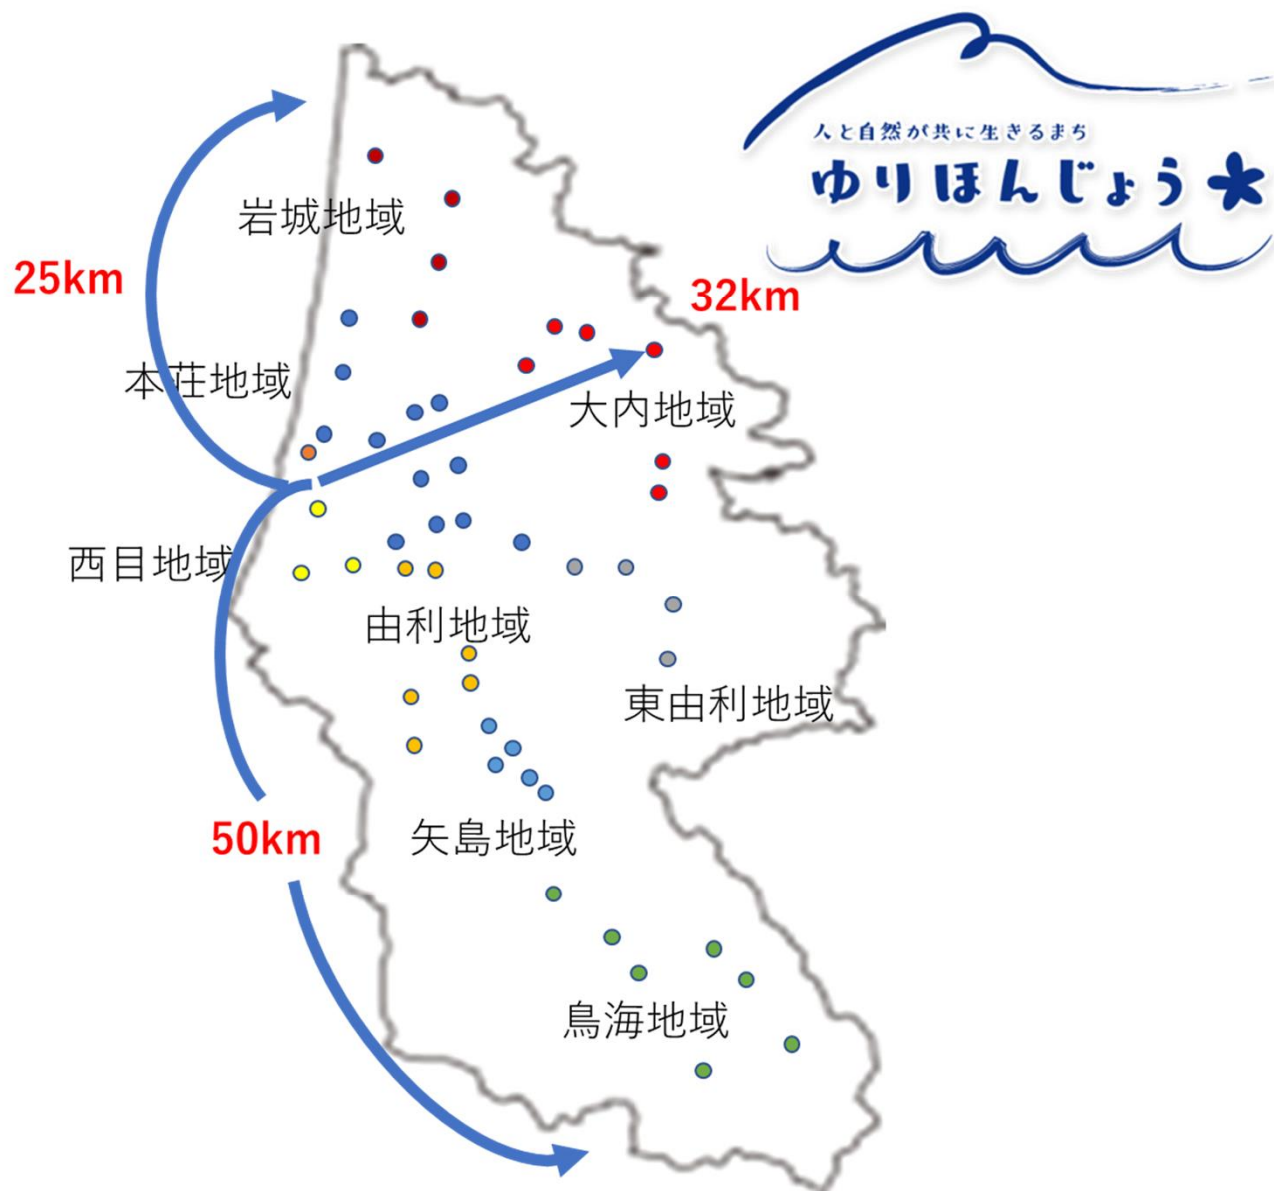 人と自然が共に生きるまち
ゆりほんじょう
岩城地域
25km
32km
本荘地域
大内地域
西目地域
由利地域
東由利地域
50km
矢島地域
鳥海地域